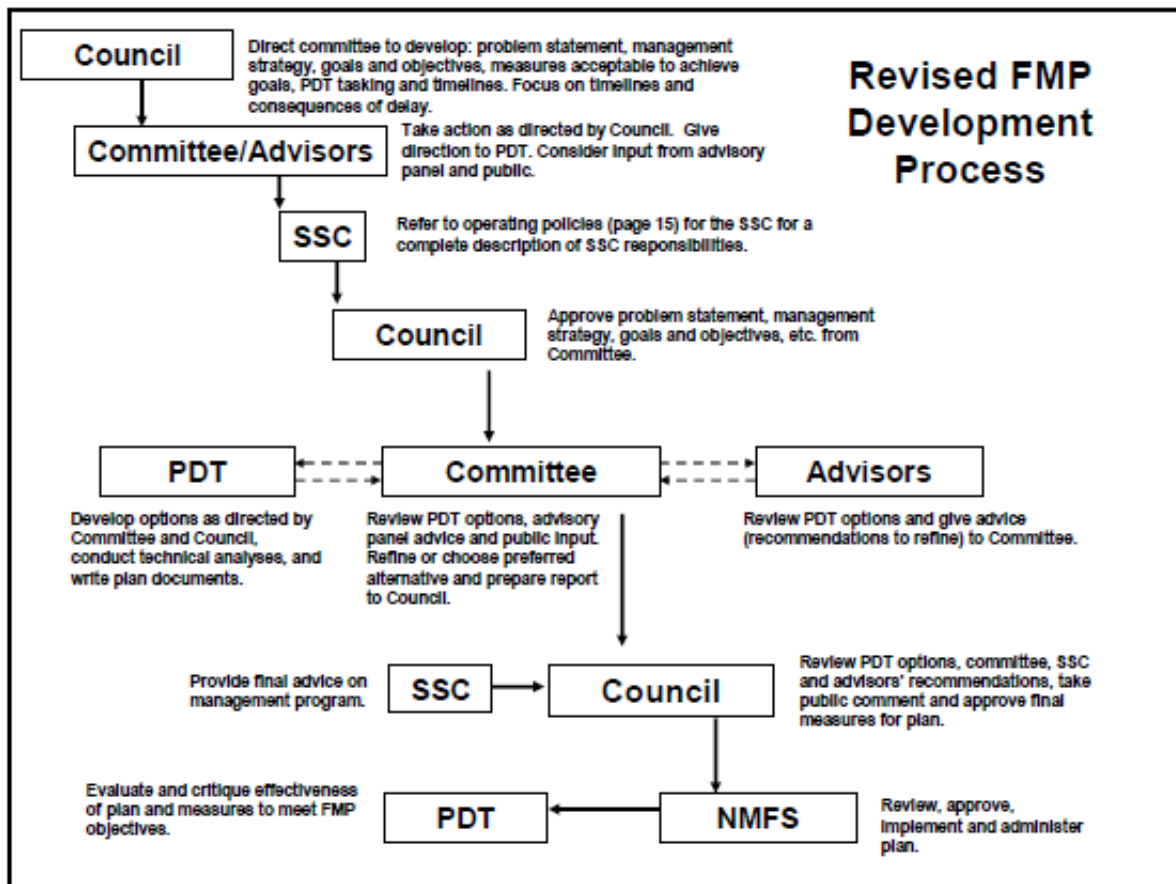 Council
Direct committee to develop: problem statement, management
strategy, goals and objectives, measures acceptable to achieve
goals, PDT tasking and timelines. Focus on timelines and
consequences of delay.
Revised FMP
Development
Process
Committee/Advisors
Take action as directed by Council. Give
direction to PDT. Consider input from advisory
panel and public.
SSC
Refer to operating policies (page 15) for the SSC for a
complete description of SSC responsibilities.
Council
Approve problem statement, management
strategy, goals and objectives, etc. from
Committee.
PDT
Committee
Advisors
Develop options as directed by
Committee and Council,
conduct technical analyses, and
write plan documents.
Review PDT options, advisory
panel advice and public input.
Refine or choose preferred
alternative and prepare report
to Council.
Review PDT options and give advice
(recommendations to refine) to Committee.
Provide final advice on
management program.
SSC
Council
Review PDT options, committee, SSC
and advisors' recommendations, take
public comment and approve final
measures for plan.
Evaluate and critique effectiveness
of plan and measures to meet FMP
objectives.
PDT
NMFS
Review, approve,
implement and administer
plan.